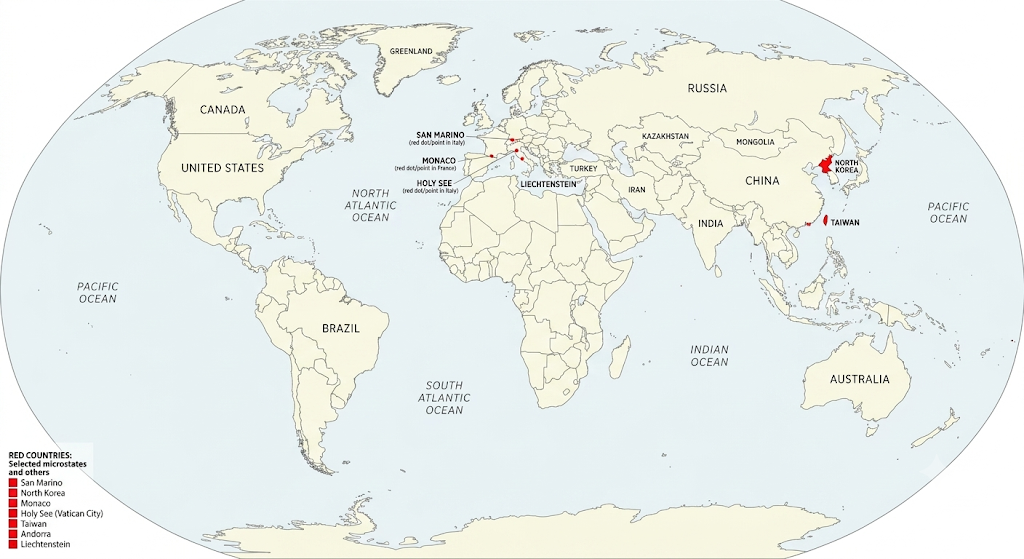 GREENLAND
CANADA
RUSSIA
UNITED STATES
SAN MARINO
(red dot/point in Italy)
KAZAKHSTAN
MONGOLIA
MONACO
(red dot/point in France)
TURKEY
NORTH
KOREA
HOLY SEE
(red dot/point in Italy)
LIECHTENSTEIN
IRAN
CHINA
NORTH
ATLANTIC
OCEAN
INDIA
TAIWAN
PACIFIC
OCEAN
PACIFIC
OCEAN
BRAZIL
INDIAN
OCEAN
SOUTH
ATLANTIC
OCEAN
AUSTRALIA
RED COUNTRIES:
Selected microstates
and others
San Marino
North Korea
Monaco
Holy See (Vatican City)
Taiwan
Andorra
Liechtenstein